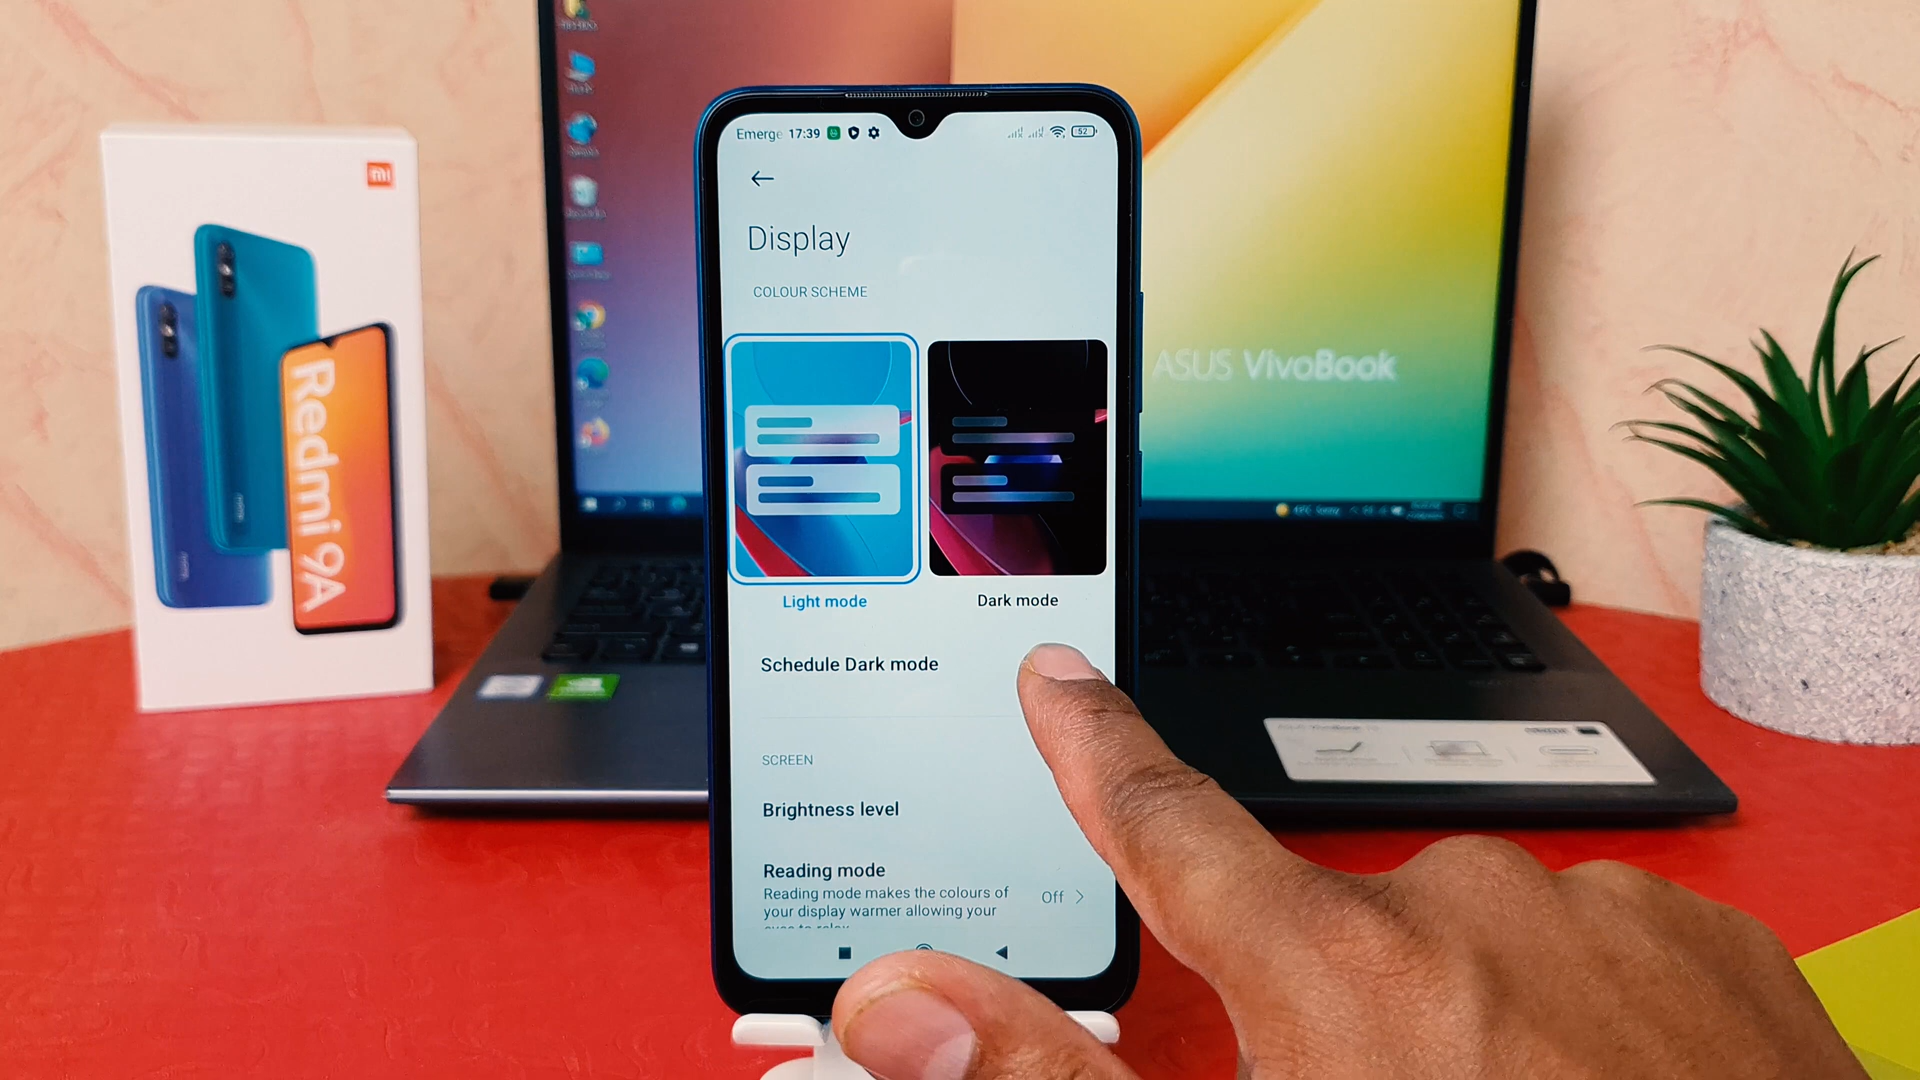 Emerge 17:39
52
Display
COLOUR SCHEME
Light mode
Dark mode
Schedule Dark mode
SCREEN
Brightness level
Reading mode
Reading mode makes the colours of
your display warmer allowing your
Off
mi
Redmi 9A
ASUS VivoBook